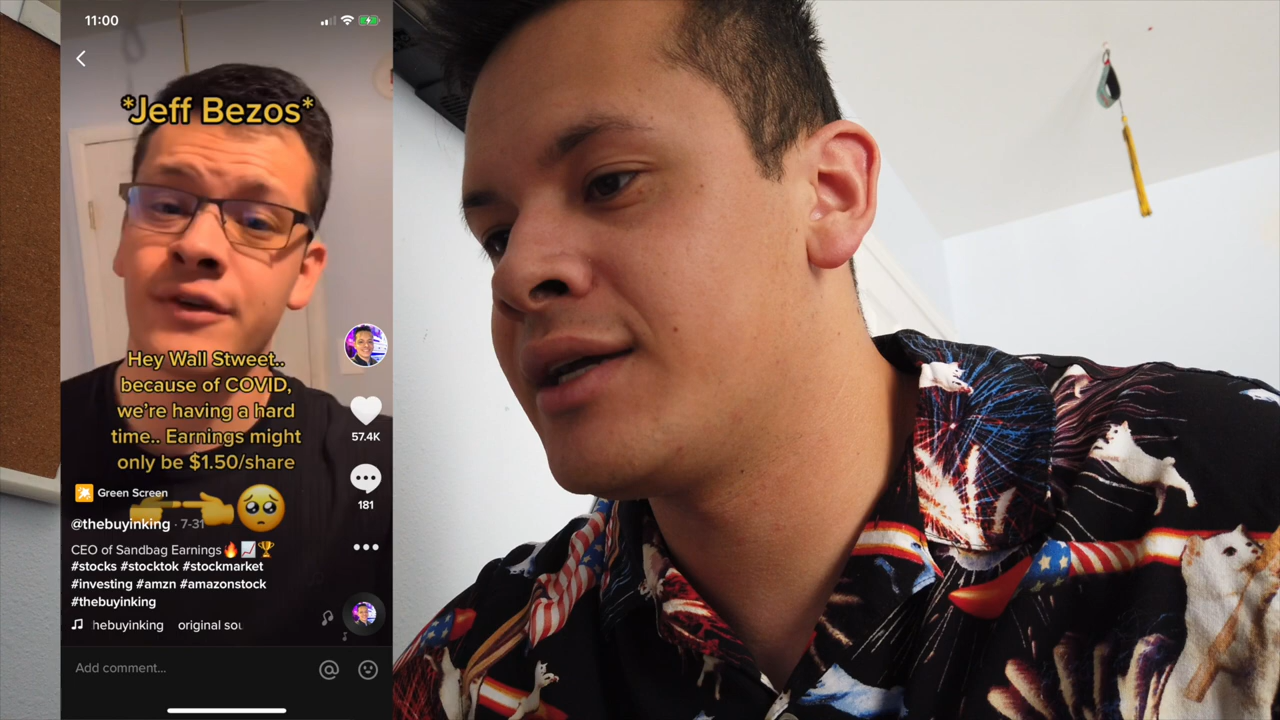 11:00
*Jeff Bezos*
Hey Wall Stweet..
because of COVID,
we're having a hard
time.. Earnings might
only be $1.50/share
57.4K
Green Screen
181
@thebuyinking · 7-31
CEO of Sandbag Earnings🔥📈🏆
#stocks #stocktok #stockmarket
#investing #amzn #amazonstock
#thebuyinking
hebuyinking original sou
Add comment...